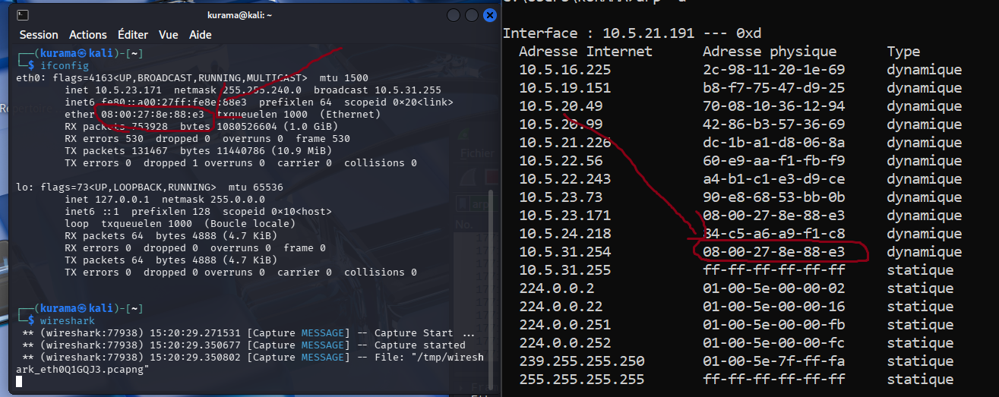 kurama@kali: ~
Session Actions Éditer Vue Aide
┌──(kurama㉿kali)-[~]
└─$ ifconfig
eth0: flags=4163<UP,BROADCAST,RUNNING,MULTICAST> mtu 1500
inet 10.5.23.171 netmask 255.255.240.0 broadcast 10.5.31.255
inet6 fe80::a00:27ff:fe8e:88e3 prefixlen 64 scopeid 0×20<link>
ether 08:00:27:8e:88:e3 txqueuelen 1000 (Ethernet)
RX packets 753928 bytes 1080526604 (1.0 GiB)
RX errors 530 dropped 0 overruns 0 frame 530
TX packets 131467 bytes 11440786 (10.9 MiB)
TX errors 0 dropped 1 overruns 0 carrier 0 collisions 0
lo: flags=73<UP,LOOPBACK,RUNNING> mtu 65536
inet 127.0.0.1 netmask 255.0.0.0
inet6 ::1 prefixlen 128 scopeid 0×10<host>
loop txqueuelen 1000 (Boucle locale)
RX packets 64 bytes 4888 (4.7 KiB)
RX errors 0 dropped 0 overruns 0 frame 0
TX packets 64 bytes 4888 (4.7 KiB)
TX errors 0 dropped 0 overruns 0 carrier 0 collisions 0
┌──(kurama㉿kali)-[~]
└─$ wireshark
** (wireshark:77938) 15:20:29.271531 [Capture MESSAGE] -- Capture Start ...
** (wireshark:77938) 15:20:29.350677 [Capture MESSAGE] -- Capture started
** (wireshark:77938) 15:20:29.350802 [Capture MESSAGE] -- File: "/tmp/wiresh
ark_eth0Q1GQJ3.pcapng"
Fichier
arp
No.
Interface : 10.5.21.191 --- 0xd
Adresse Internet Adresse physique Type
10.5.16.225 2c-98-11-20-1e-69 dynamique
10.5.19.151 b8-f7-75-47-d9-25 dynamique
10.5.20.49 70-08-10-36-12-94 dynamique
10.5.20.99 42-86-b3-57-36-69 dynamique
10.5.21.226 dc-1b-a1-d8-06-8a dynamique
10.5.22.56 60-e9-aa-f1-fb-f9 dynamique
10.5.22.243 a4-b1-c1-e3-d9-ce dynamique
10.5.23.73 90-e8-68-53-bb-0b dynamique
10.5.23.171 08-00-27-8e-88-e3 dynamique
10.5.24.218 84-c5-a6-a9-f1-c8 dynamique
10.5.31.254 08-00-27-8e-88-e3 dynamique
10.5.31.255 ff-ff-ff-ff-ff-ff statique
224.0.0.2 01-00-5e-00-00-02 statique
224.0.0.22 01-00-5e-00-00-16 statique
224.0.0.251 01-00-5e-00-00-fb statique
224.0.0.252 01-00-5e-00-00-fc statique
239.255.255.250 01-00-5e-7f-ff-fa statique
255.255.255.255 ff-ff-ff-ff-ff-ff statique